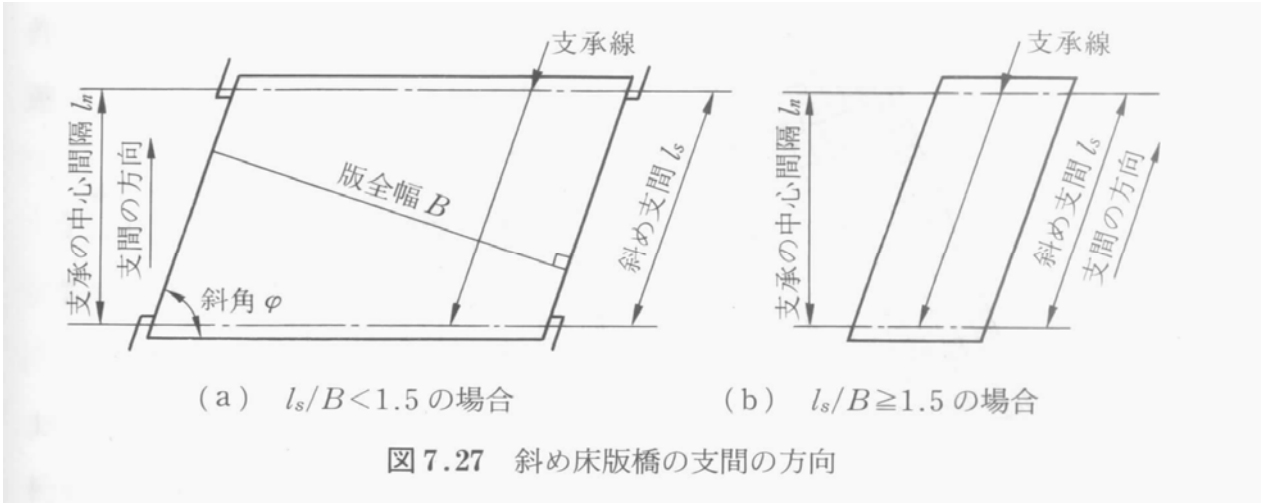 支承線
支承の中心間隔 ln
支間の方向
版全幅 B
斜め支間 ls
斜角 φ
(a) ls/B<1.5 の場合
支承線
支承の中心間隔 ln
斜め支間 ls
支間の方向
(b) ls/B≧1.5 の場合
図7.27 斜め床版橋の支間の方向